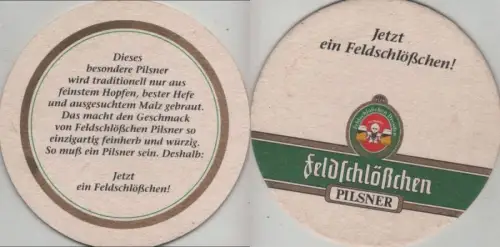 Dieses
besondere Pilsner
wird traditionell nur aus
feinstem Hopfen, bester Hefe
und ausgesuchtem Malz gebraut.
Das macht den Geschmack
von Feldschlößchen Pilsner so
einzigartig feinherb und würzig.
So muß ein Pilsner sein. Deshalb:
Jetzt
ein Feldschlößchen!
Jetzt
ein Feldschlößchen!
Feldschlößchen
PILSNER